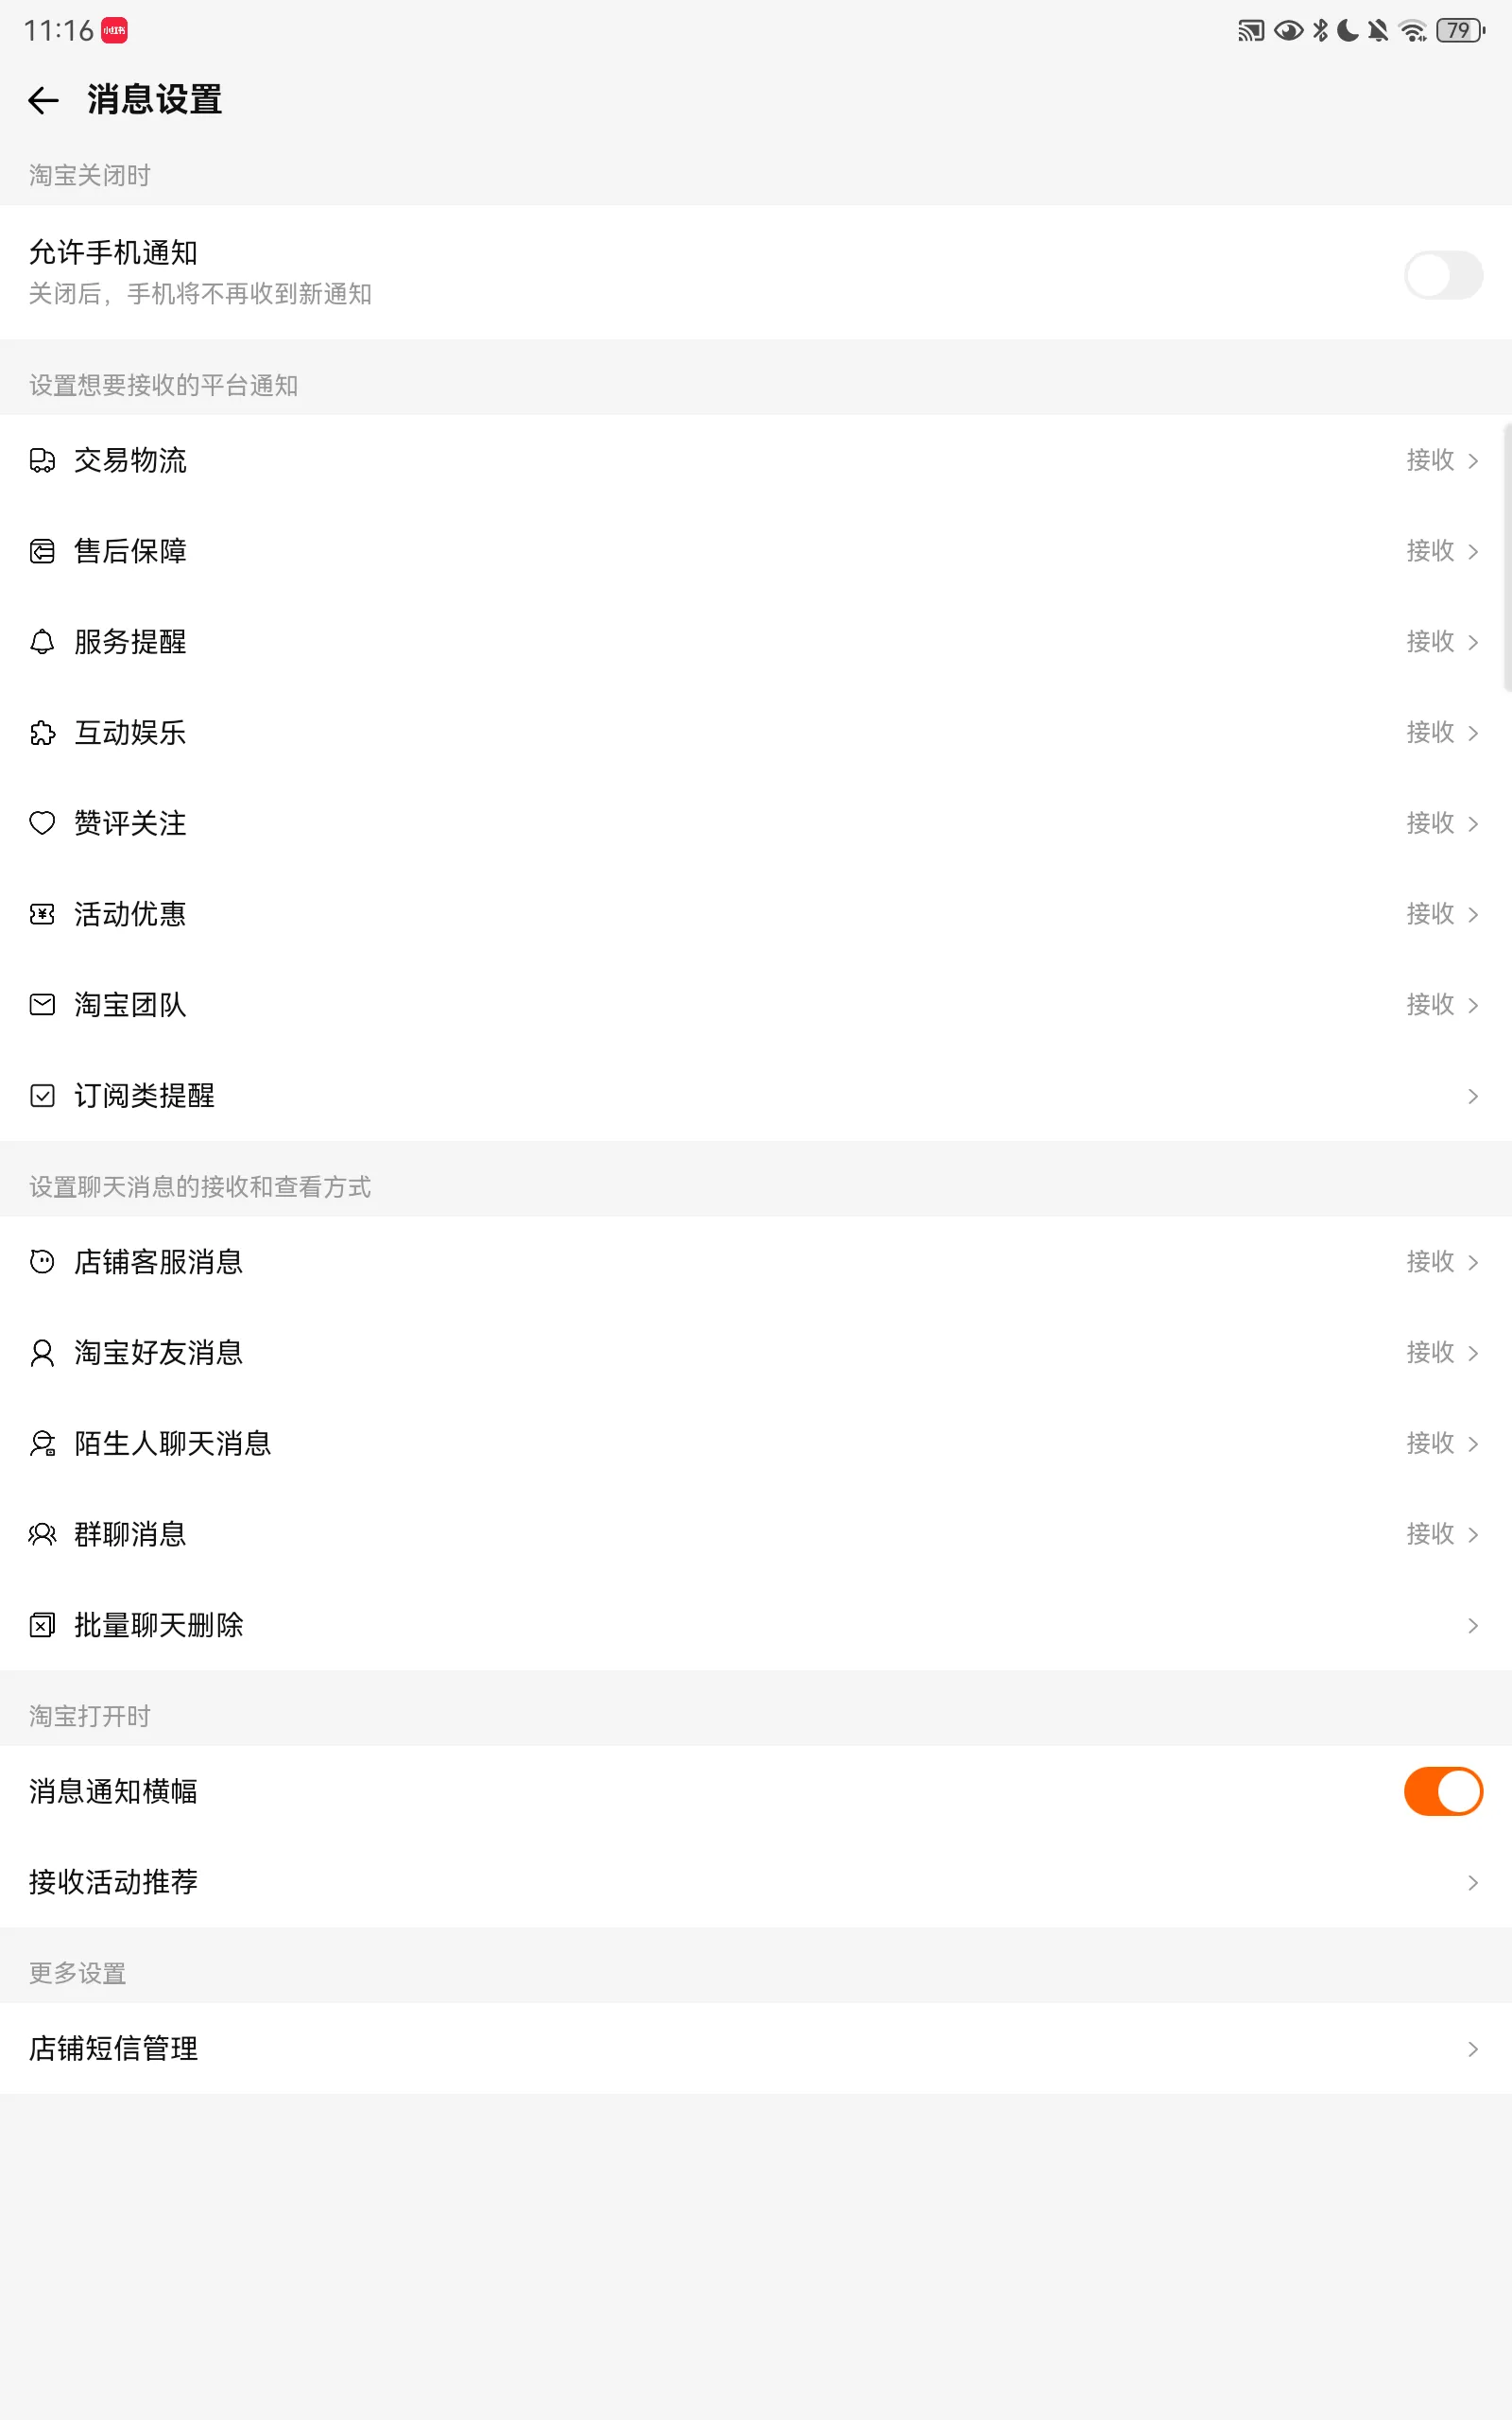 11:16 小红书 79
消息设置
淘宝关闭时
允许手机通知
关闭后，手机将不再收到新通知
设置想要接收的平台通知
交易物流 接收
售后保障 接收
服务提醒 接收
互动娱乐 接收
赞评关注 接收
活动优惠 接收
淘宝团队 接收
订阅类提醒
设置聊天消息的接收和查看方式
店铺客服消息 接收
淘宝好友消息 接收
陌生人聊天消息 接收
群聊消息 接收
批量聊天删除
淘宝打开时
消息通知横幅
接收活动推荐
更多设置
店铺短信管理